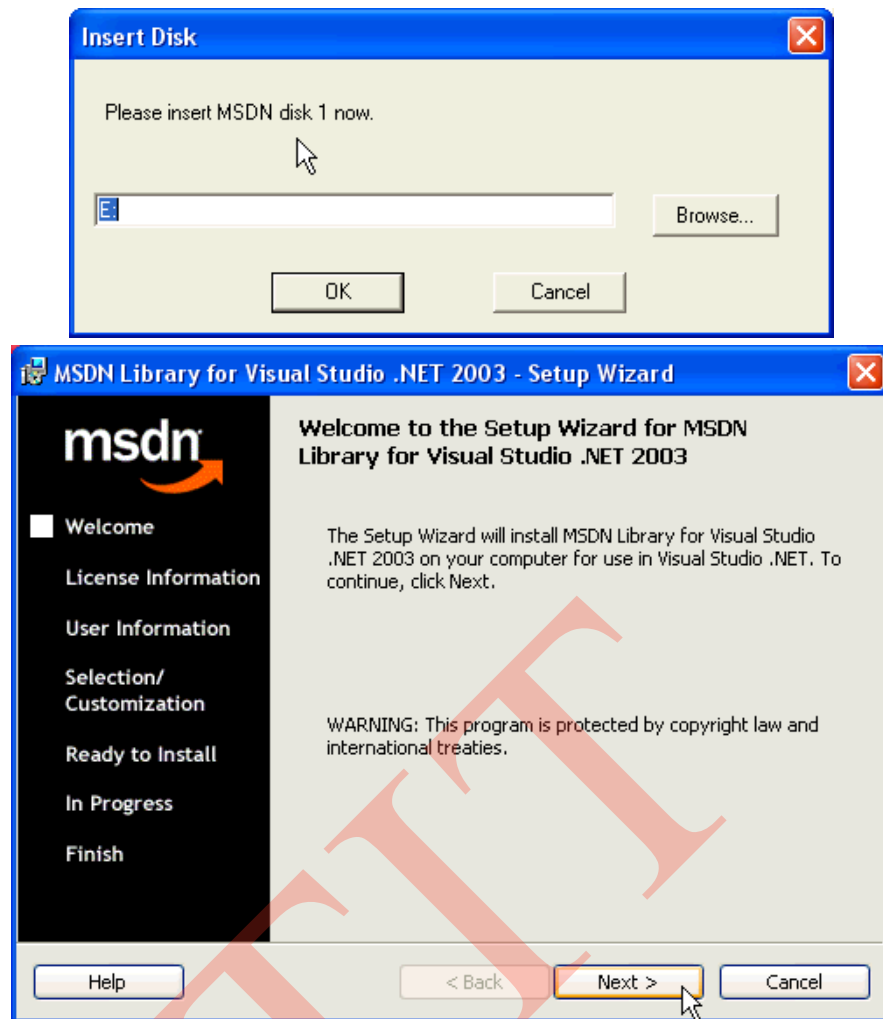 Insert Disk
Please insert MSDN disk 1 now.
E:
Browse...
OK
Cancel
MSDN Library for Visual Studio .NET 2003 - Setup Wizard
msdn
Welcome
License Information
User Information
Selection/
Customization
Ready to Install
In Progress
Finish
Welcome to the Setup Wizard for MSDN
Library for Visual Studio .NET 2003
The Setup Wizard will install MSDN Library for Visual Studio
.NET 2003 on your computer for use in Visual Studio .NET. To
continue, click Next.
WARNING: This program is protected by copyright law and
international treaties.
Help
< Back
Next >
Cancel